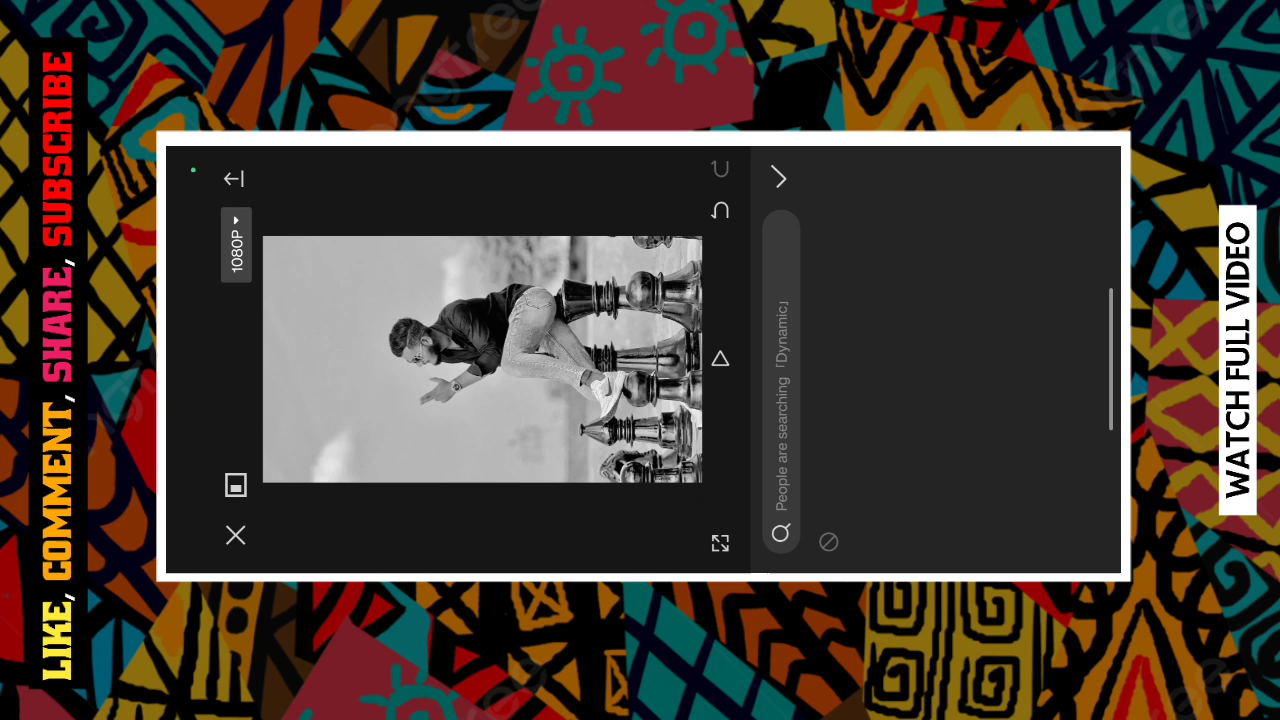 LIKE, COMMENT, SHARE, SUBSCRIBE
1080P
People are searching「Dynamic」
WATCH FULL VIDEO